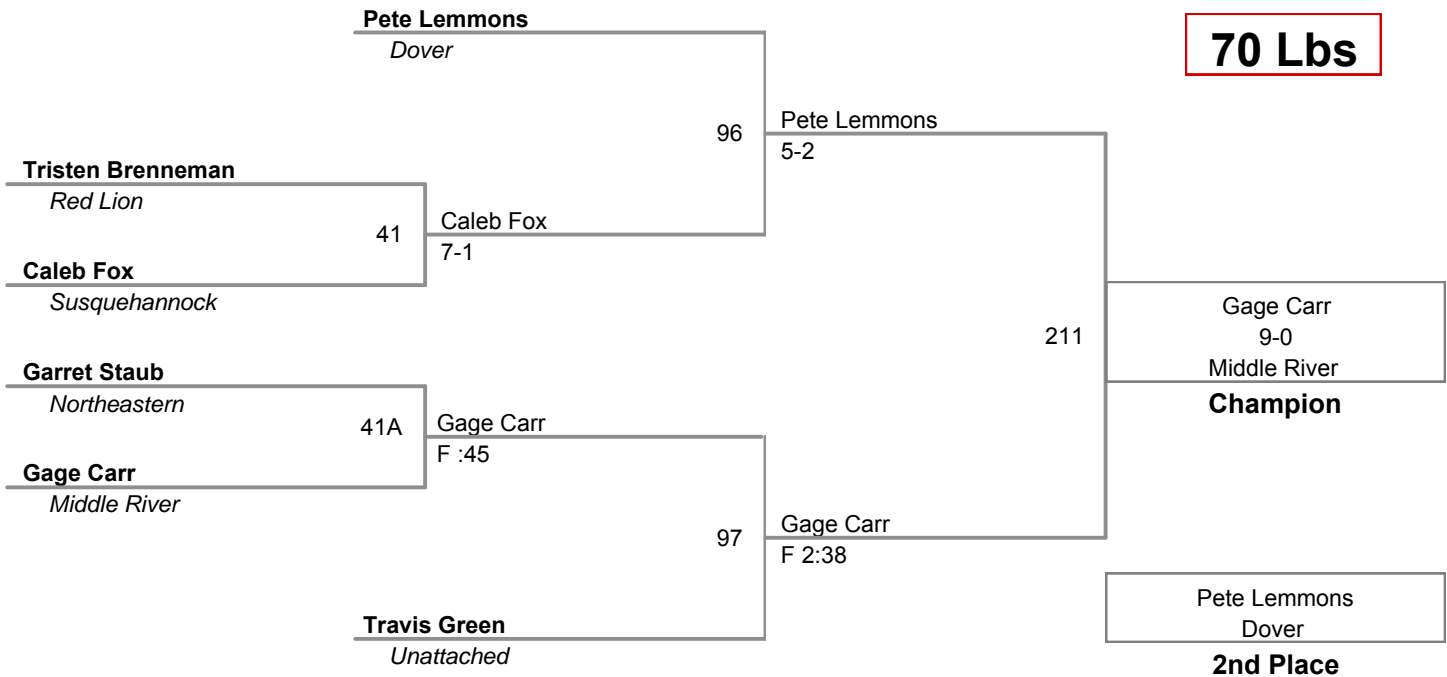 Pete Lemmons
Dover
70 Lbs
96
Pete Lemmons
5-2
Tristen Brenneman
Red Lion
41
Caleb Fox
7-1
Caleb Fox
Susquehannock
211
Gage Carr
9-0
Middle River
Champion
Garret Staub
Northeastern
41A
Gage Carr
F :45
Gage Carr
Middle River
97
Gage Carr
F 2:38
Travis Green
Unattached
Pete Lemmons
Dover
2nd Place